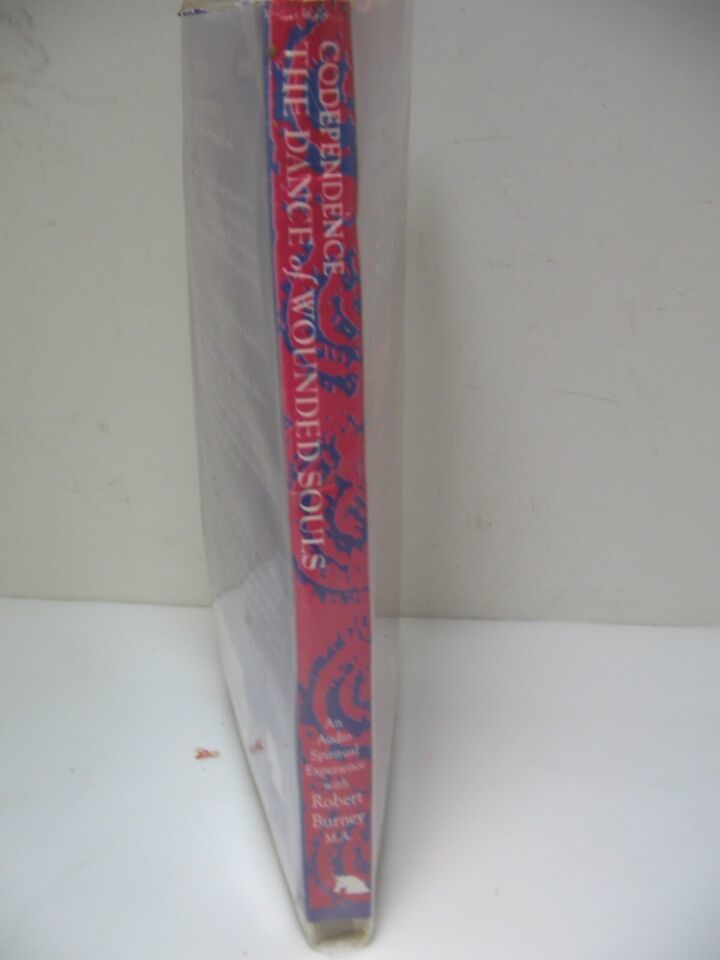 CODEPENDENCE
THE DANCE of WOUNDED SOULS
An
Audio
Spiritual
Experience
with
Robert
Burney
M.A.